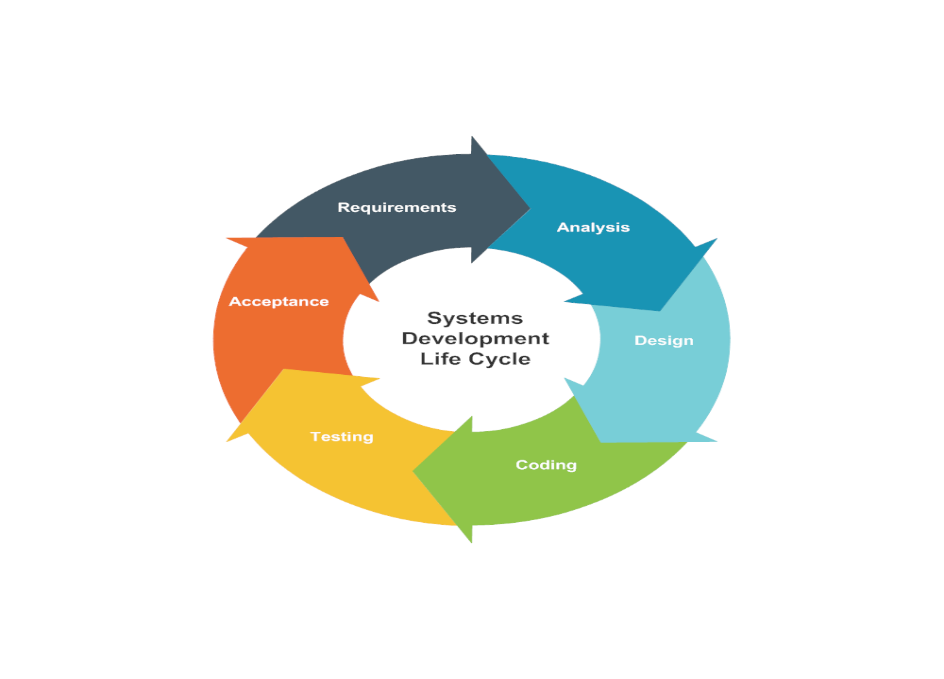 Requirements
Analysis
Acceptance
Systems
Development
Life Cycle
Design
Testing
Coding